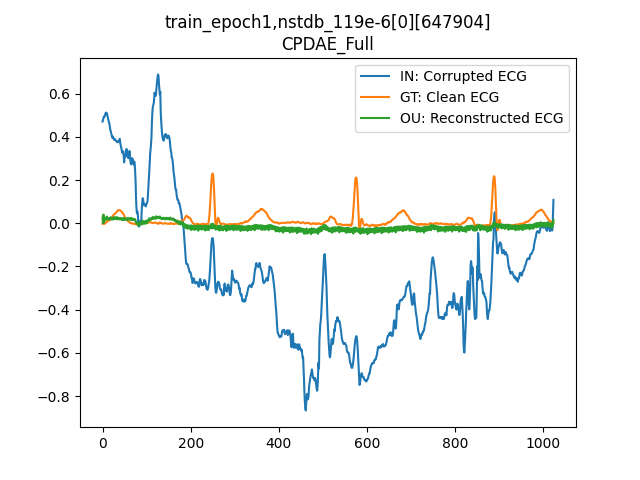 train_epoch1,nstdb_119e-6[0][647904]
CPDAE_Full
IN: Corrupted ECG
GT: Clean ECG
OU: Reconstructed ECG
0.6
0.4
0.2
0.0
−0.2
−0.4
−0.6
−0.8
0 200 400 600 800 1000